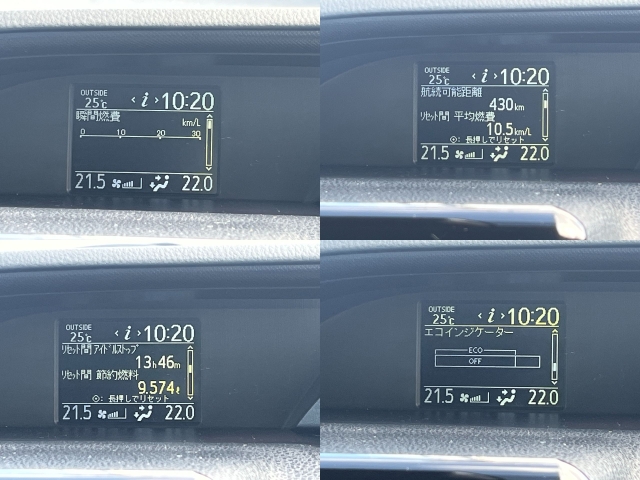 OUTSIDE
25℃ ‹ i › 10:20
瞬間燃費
km/L
0 10 20 30
21.5 22.0
OUTSIDE
25℃ ‹ i › 10:20
航続可能距離
430km
リセット間 平均燃費
10.5km/L
⊙: 長押しでリセット
21.5 22.0
OUTSIDE
25℃ ‹ i › 10:20
リセット間 アイドルストップ
13h46m
リセット間 節約燃料
9.574ℓ
⊙: 長押しでリセット
21.5 22.0
OUTSIDE
25℃ ‹ i › 10:20
エコインジケーター
ECO
OFF
21.5 22.0